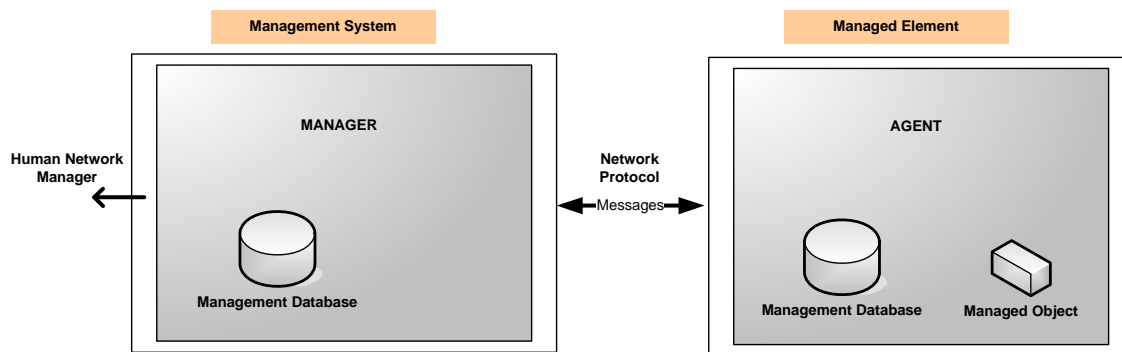 Management System
Managed Element
MANAGER
AGENT
Human Network
Manager
Network
Protocol
Messages
Management Database
Management Database
Managed Object